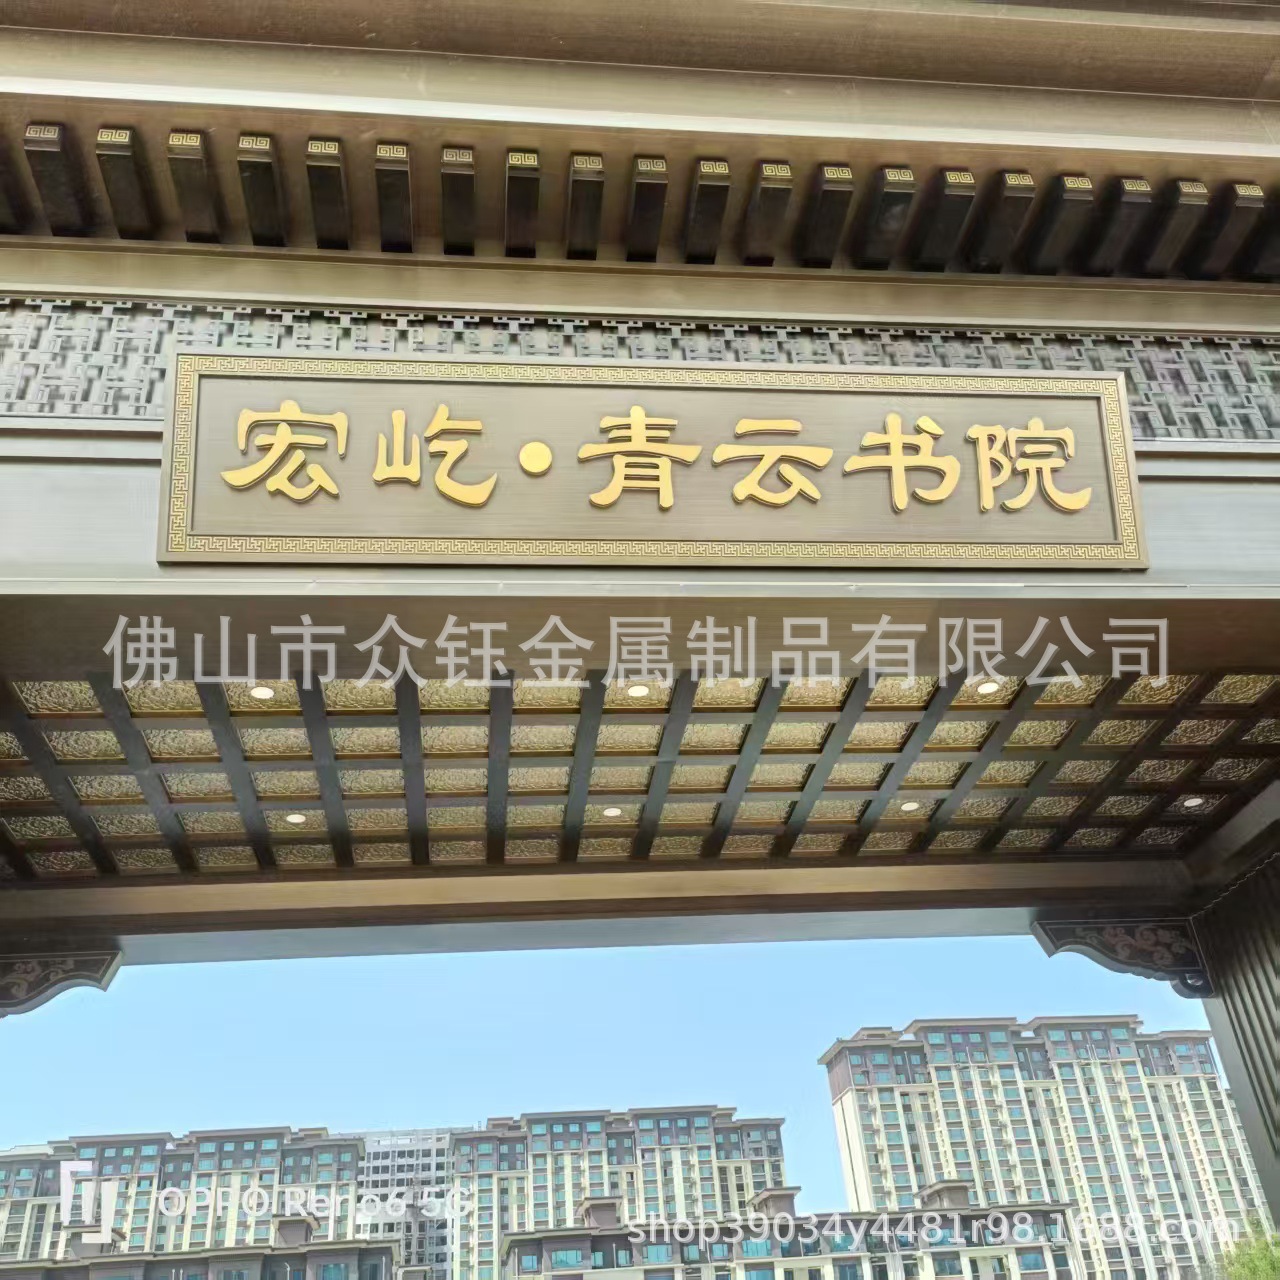 宏屹·青云书院
佛山市众钰金属制品有限公司
OPPO Reno6 5G
shop39034y4481r98.1688.com